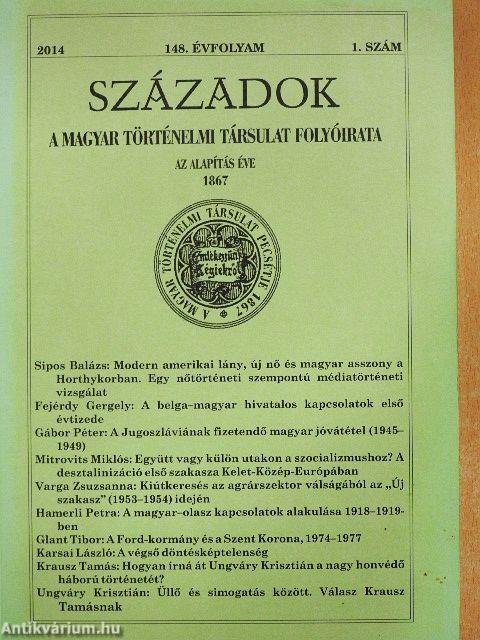 2014 148. ÉVFOLYAM 1. SZÁM
SZÁZADOK
A MAGYAR TÖRTÉNELMI TÁRSULAT FOLYÓIRATA
AZ ALAPÍTÁS ÉVE
1867
A MAGYAR TÖRTÉNELMI TÁRSULAT PECSÉTJE 1867
Emlékezzünk
Régiekről
Sipos Balázs: Modern amerikai lány, új nő és magyar asszony a
Horthykorban. Egy nőtörténeti szempontú médiatörténeti
vizsgálat
Fejérdy Gergely: A belga–magyar hivatalos kapcsolatok első
évtizede
Gábor Péter: A Jugoszláviának fizetendő magyar jóvátétel (1945–
1949)
Mitrovits Miklós: Együtt vagy külön utakon a szocializmushoz? A
desztalinizáció első szakasza Kelet-Közép-Európában
Varga Zsuzsanna: Kiútkeresés az agrárszektor válságából az „Új
szakasz" (1953–1954) idején
Hamerli Petra: A magyar–olasz kapcsolatok alakulása 1918–1919-
ben
Glant Tibor: A Ford-kormány és a Szent Korona, 1974–1977
Karsai László: A végső döntésképtelenség
Krausz Tamás: Hogyan írná át Ungváry Krisztián a nagy honvédő
háború történetét?
Ungváry Krisztián: Üllő és simogatás között. Válasz Krausz
Tamásnak
Antikvárium.hu